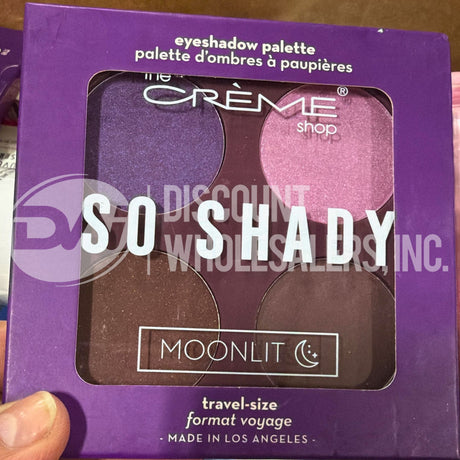 eyeshadow palette
palette d'ombres à paupières
the
CRÈME®
shop
DW
DISCOUNT
WHOLESALERS, INC.
SO SHADY
MOONLIT
travel-size
format voyage
- MADE IN LOS ANGELES -